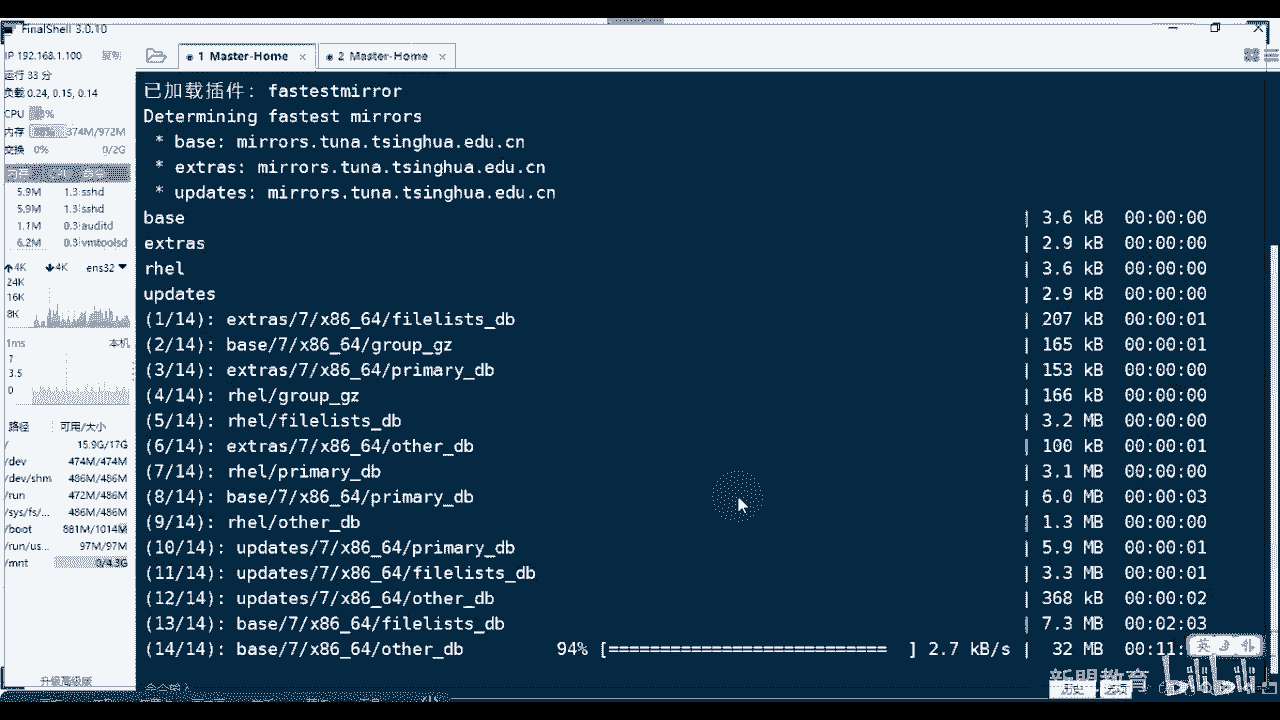 FinalShell 3.0.10
IP 192.168.1.100 复制
运行 33 分
负载 0.24, 0.15, 0.14
CPU
内存 374M/972M
交换 0% 0/2G
5.9M 1.3 sshd
5.9M 1.3 sshd
1.1M 0.3 auditd
6.2M 0.3 vmtoolsd
4K 4K ens32
24K
16K
8K
1ms 本机
7
3.5
0
路径 可用/大小
/ 15.9G/17G
/dev 474M/474M
/dev/shm 486M/486M
/run 472M/486M
/sys/fs/... 486M/486M
/boot 881M/1014M
/run/us... 97M/97M
/mnt 0/4.3G
升级高级版
1 Master-Home ×
2 Master-Home ×
已加载插件: fastestmirror
Determining fastest mirrors
* base: mirrors.tuna.tsinghua.edu.cn
* extras: mirrors.tuna.tsinghua.edu.cn
* updates: mirrors.tuna.tsinghua.edu.cn
base | 3.6 kB 00:00:00
extras | 2.9 kB 00:00:00
rhel | 3.6 kB 00:00:00
updates | 2.9 kB 00:00:00
(1/14): extras/7/x86_64/filelists_db | 207 kB 00:00:01
(2/14): base/7/x86_64/group_gz | 165 kB 00:00:01
(3/14): extras/7/x86_64/primary_db | 153 kB 00:00:00
(4/14): rhel/group_gz | 166 kB 00:00:00
(5/14): rhel/filelists_db | 3.2 MB 00:00:00
(6/14): extras/7/x86_64/other_db | 100 kB 00:00:01
(7/14): rhel/primary_db | 3.1 MB 00:00:00
(8/14): base/7/x86_64/primary_db | 6.0 MB 00:00:03
(9/14): rhel/other_db | 1.3 MB 00:00:00
(10/14): updates/7/x86_64/primary_db | 5.9 MB 00:00:01
(11/14): updates/7/x86_64/filelists_db | 3.3 MB 00:00:01
(12/14): updates/7/x86_64/other_db | 368 kB 00:00:02
(13/14): base/7/x86_64/filelists_db | 7.3 MB 00:02:03
(14/14): base/7/x86_64/other_db 94% [=========================== ] 2.7 kB/s | 32 MB 00:11:
英
新盟教育
bilibili